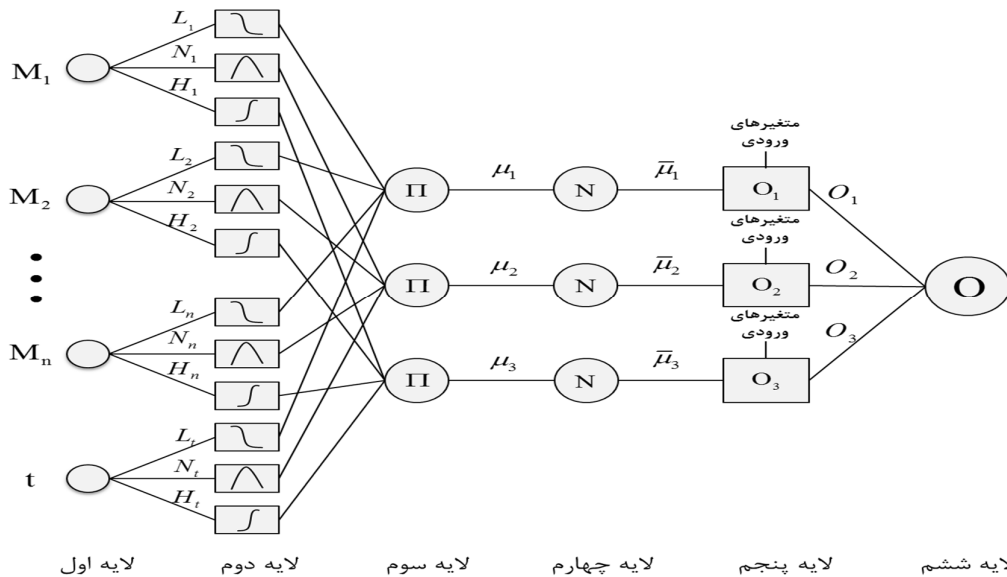 M₁
L₁
N₁
H₁
M₂
L₂
N₂
H₂
Mₙ
Lₙ
Nₙ
Hₙ
t
Lₜ
Nₜ
Hₜ
Π
μ₁
N
μ̅₁
متغیرهای
ورودی
O₁
O₁
Π
μ₂
N
μ̅₂
متغیرهای
ورودی
O₂
O₂
Π
μ₃
N
μ̅₃
متغیرهای
ورودی
O₃
O₃
O
لایه اول
لایه دوم
لایه سوم
لایه چهارم
لایه پنجم
لایه ششم